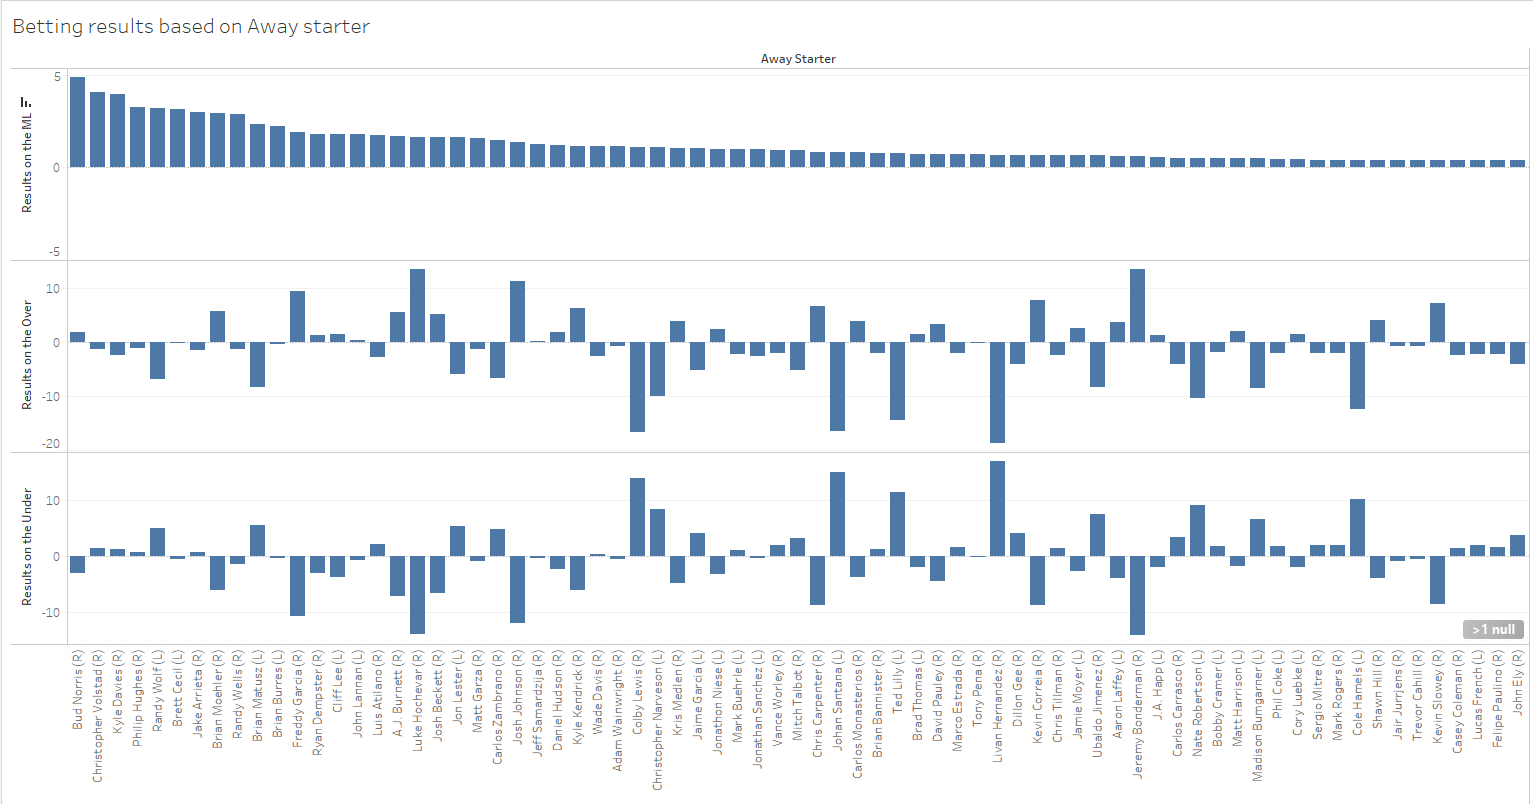 Betting results based on Away starter
Away Starter
Results on the ML
5
0
-5
Results on the Over
10
0
-10
-20
Results on the Under
10
0
-10
>1 null
Bud Norris (R)
Christopher Volstad (R)
Kyle Davies (R)
Philip Hughes (R)
Randy Wolf (L)
Brett Cecil (L)
Jake Arrieta (R)
Brian Moehler (R)
Randy Wells (R)
Brian Matusz (L)
Brian Burres (L)
Freddy Garcia (R)
Ryan Dempster (R)
Cliff Lee (L)
John Lannan (L)
Luis Atilano (R)
A.J. Burnett (R)
Luke Hochevar (R)
Josh Beckett (R)
Jon Lester (L)
Matt Garza (R)
Carlos Zambrano (R)
Josh Johnson (R)
Jeff Samardzija (R)
Daniel Hudson (R)
Kyle Kendrick (R)
Wade Davis (R)
Adam Wainwright (R)
Colby Lewis (R)
Christopher Narveson (L)
Kris Medlen (R)
Jaime Garcia (L)
Jonathon Niese (L)
Mark Buehrle (L)
Jonathan Sanchez (L)
Vance Worley (R)
Mitch Talbot (R)
Chris Carpenter (R)
Johan Santana (L)
Carlos Monasterios (R)
Brian Bannister (R)
Ted Lilly (L)
Brad Thomas (L)
David Pauley (R)
Marco Estrada (R)
Tony Pena (R)
Livan Hernandez (R)
Dillon Gee (R)
Kevin Correia (R)
Chris Tillman (R)
Jamie Moyer (L)
Ubaldo Jimenez (R)
Aaron Laffey (L)
Jeremy Bonderman (R)
J.A. Happ (L)
Carlos Carrasco (R)
Nate Robertson (L)
Bobby Cramer (L)
Matt Harrison (L)
Madison Bumgarner (L)
Phil Coke (L)
Cory Luebke (L)
Sergio Mitre (R)
Mark Rogers (R)
Cole Hamels (L)
Shawn Hill (R)
Jair Jurrjens (R)
Trevor Cahill (R)
Kevin Slowey (R)
Casey Coleman (R)
Lucas French (L)
Felipe Paulino (R)
John Ely (R)